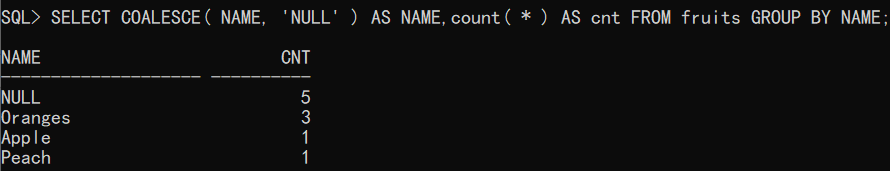 SQL> SELECT COALESCE( NAME, 'NULL' ) AS NAME,count( * ) AS cnt FROM fruits GROUP BY NAME;
NAME                        CNT
-------------------- ----------
NULL                          5
Oranges                       3
Apple                         1
Peach                         1